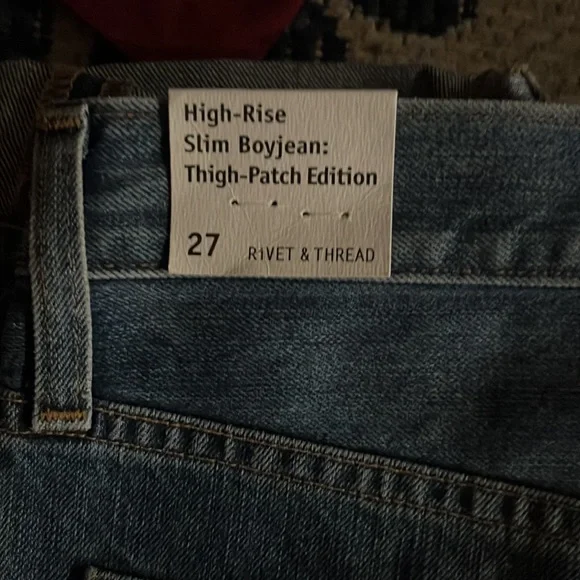 High-Rise
Slim Boyjean:
Thigh-Patch Edition
27 RiVET & THREAD